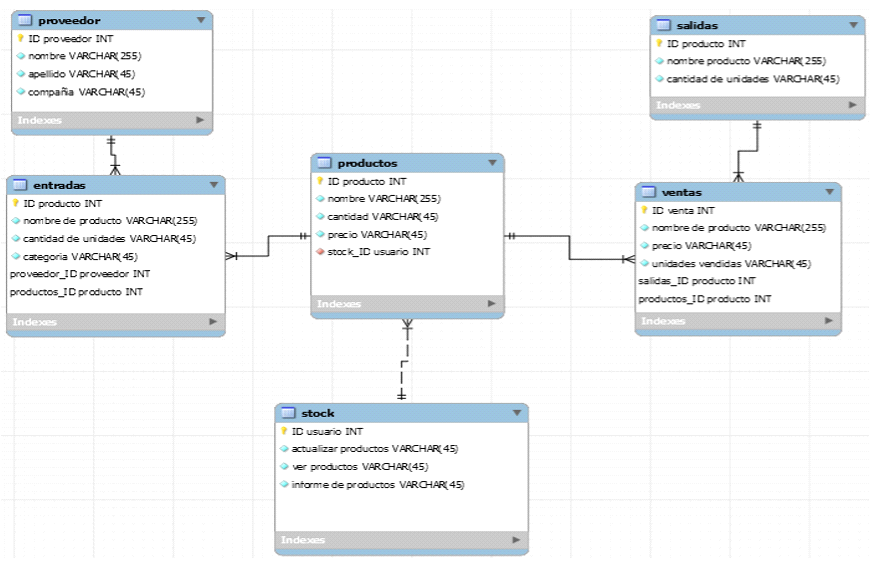 proveedor
ID proveedor INT
nombre VARCHAR(255)
apellido VARCHAR(45)
compañia VARCHAR(45)
Indexes
salidas
ID producto INT
nombre producto VARCHAR(255)
cantidad de unidades VARCHAR(45)
Indexes
entradas
ID producto INT
nombre de producto VARCHAR(255)
cantidad de unidades VARCHAR(45)
categoria VARCHAR(45)
proveedor_ID proveedor INT
productos_ID producto INT
Indexes
productos
ID producto INT
nombre VARCHAR(255)
cantidad VARCHAR(45)
precio VARCHAR(45)
stock_ID usuario INT
Indexes
ventas
ID venta INT
nombre de producto VARCHAR(255)
precio VARCHAR(45)
unidades vendidas VARCHAR(45)
salidas_ID producto INT
productos_ID producto INT
Indexes
stock
ID usuario INT
actualizar productos VARCHAR(45)
ver productos VARCHAR(45)
informe de productos VARCHAR(45)
Indexes